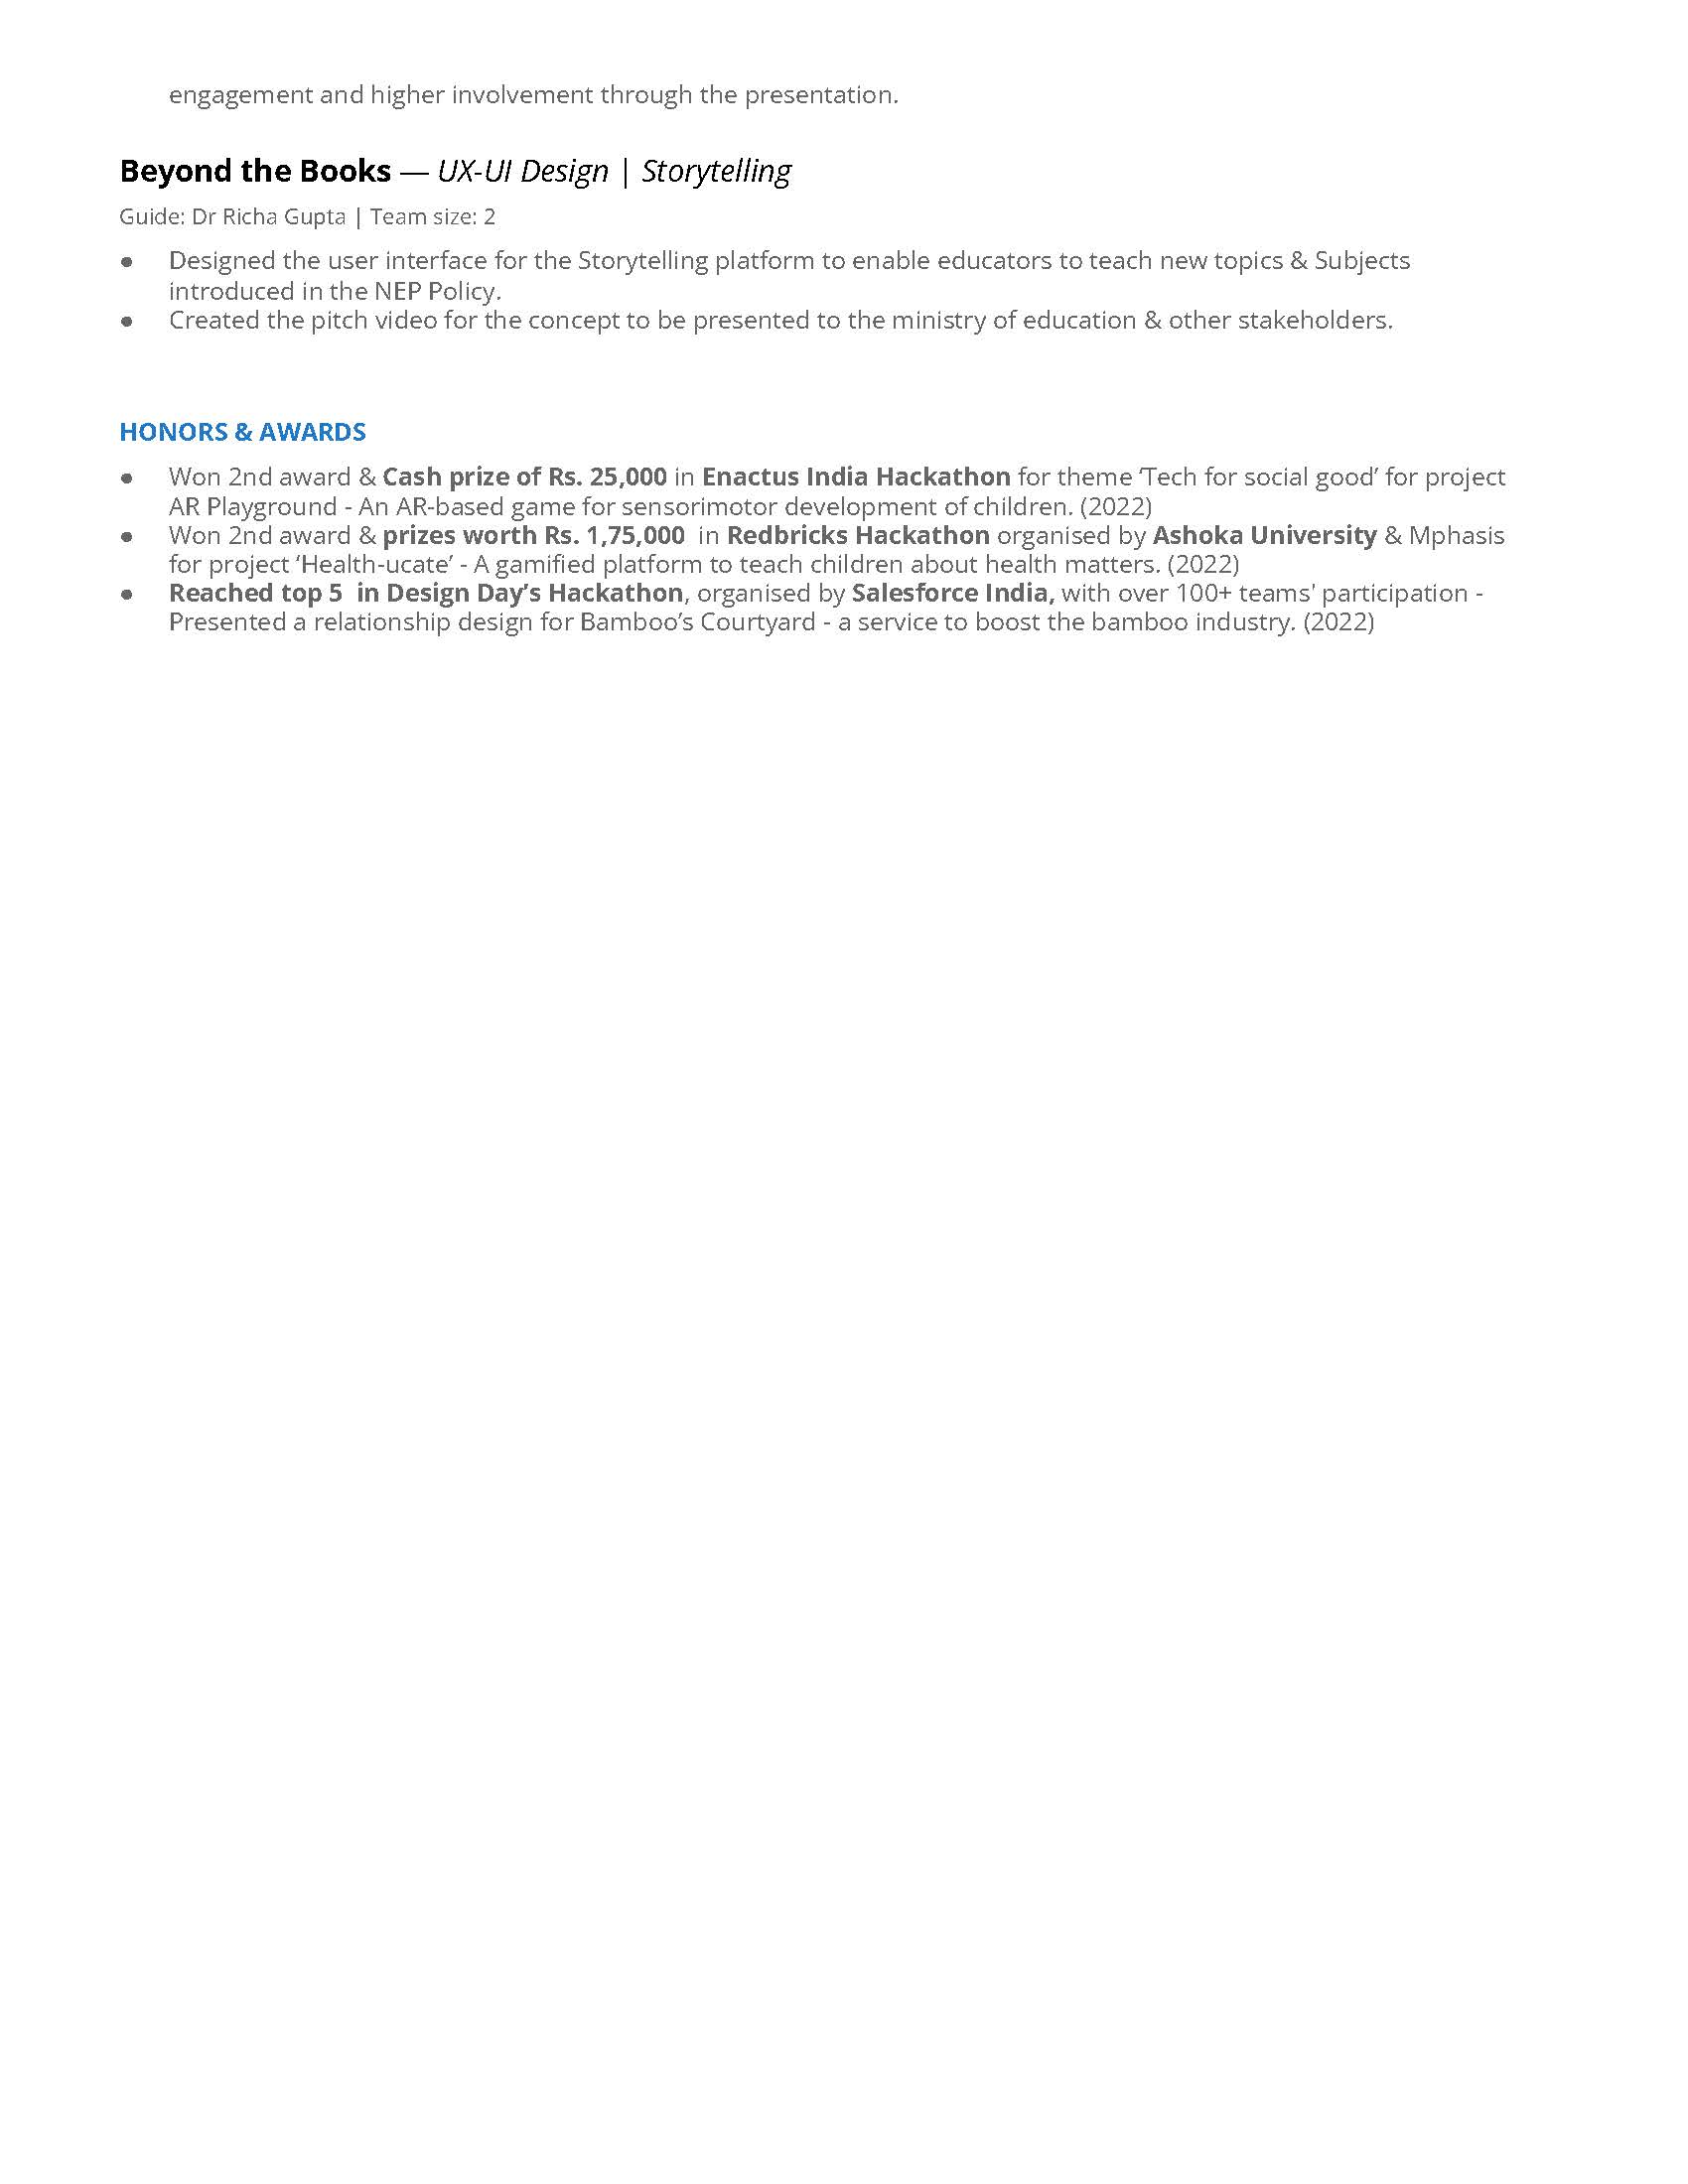 engagement and higher involvement through the presentation.
Beyond the Books — UX-UI Design | Storytelling
Guide: Dr Richa Gupta | Team size: 2
● Designed the user interface for the Storytelling platform to enable educators to teach new topics & Subjects
introduced in the NEP Policy.
● Created the pitch video for the concept to be presented to the ministry of education & other stakeholders.
HONORS & AWARDS
● Won 2nd award & Cash prize of Rs. 25,000 in Enactus India Hackathon for theme ‘Tech for social good’ for project
AR Playground - An AR-based game for sensorimotor development of children. (2022)
● Won 2nd award & prizes worth Rs. 1,75,000  in Redbricks Hackathon organised by Ashoka University & Mphasis
for project ‘Health-ucate’ - A gamified platform to teach children about health matters. (2022)
● Reached top 5  in Design Day’s Hackathon, organised by Salesforce India, with over 100+ teams' participation -
Presented a relationship design for Bamboo’s Courtyard - a service to boost the bamboo industry. (2022)